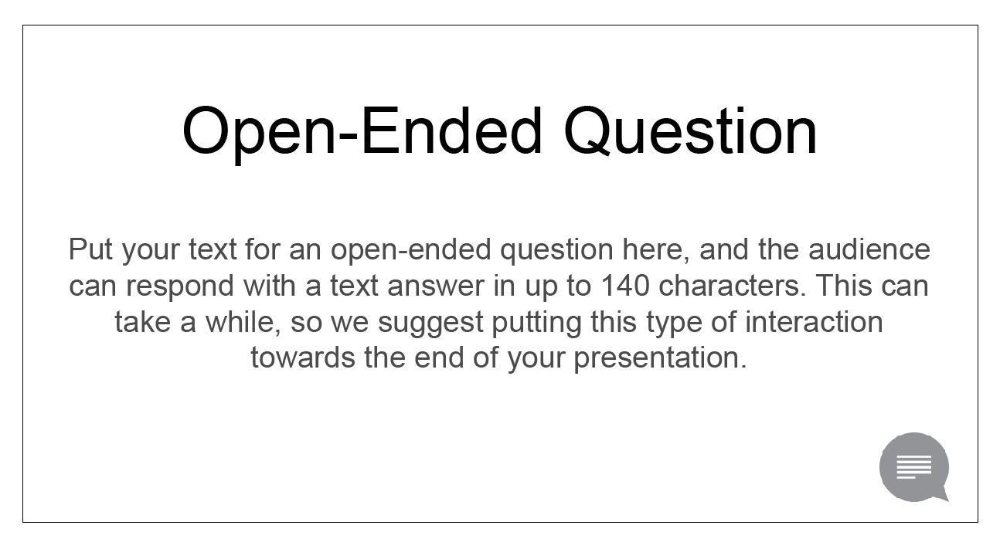 Open-Ended Question
Put your text for an open-ended question here, and the audience
can respond with a text answer in up to 140 characters. This can
take a while, so we suggest putting this type of interaction
towards the end of your presentation.